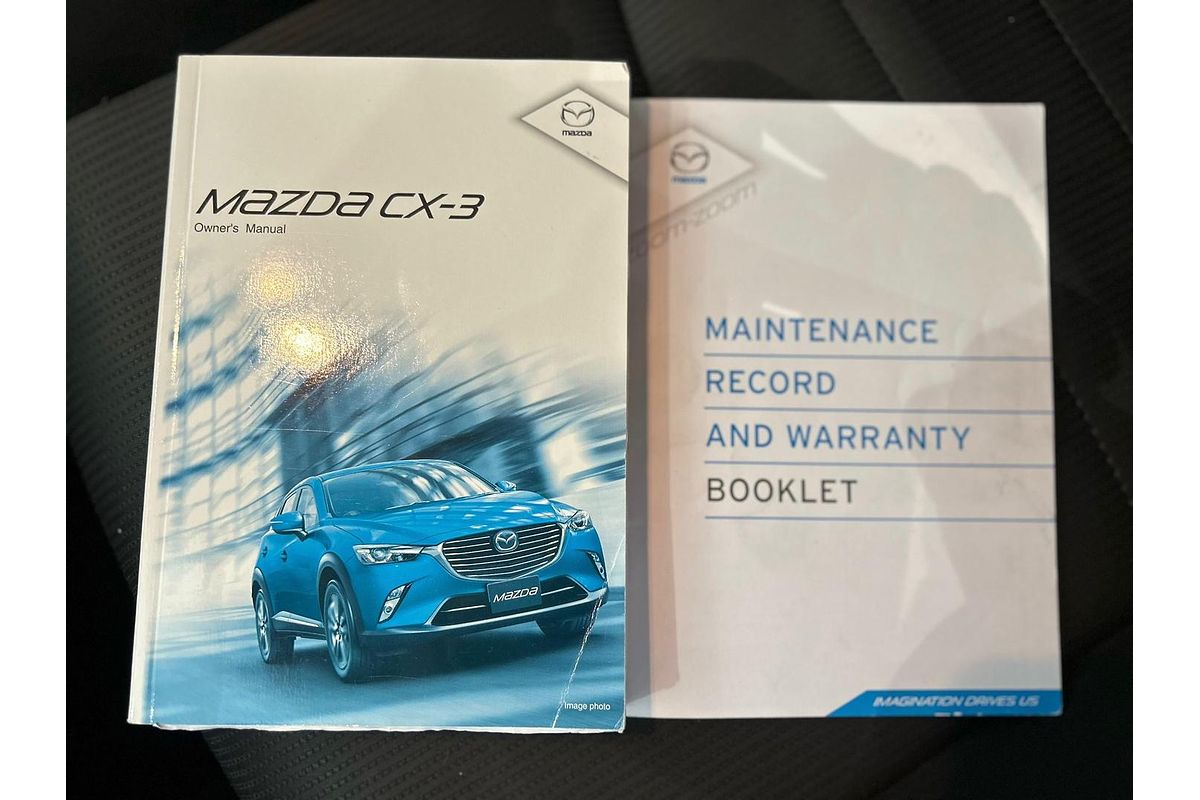 mazda
MAZDA CX-3
Owner's Manual
MAZDA
Image photo
mazda
zoom-zoom
MAINTENANCE
RECORD
AND WARRANTY
BOOKLET
IMAGINATION DRIVES US